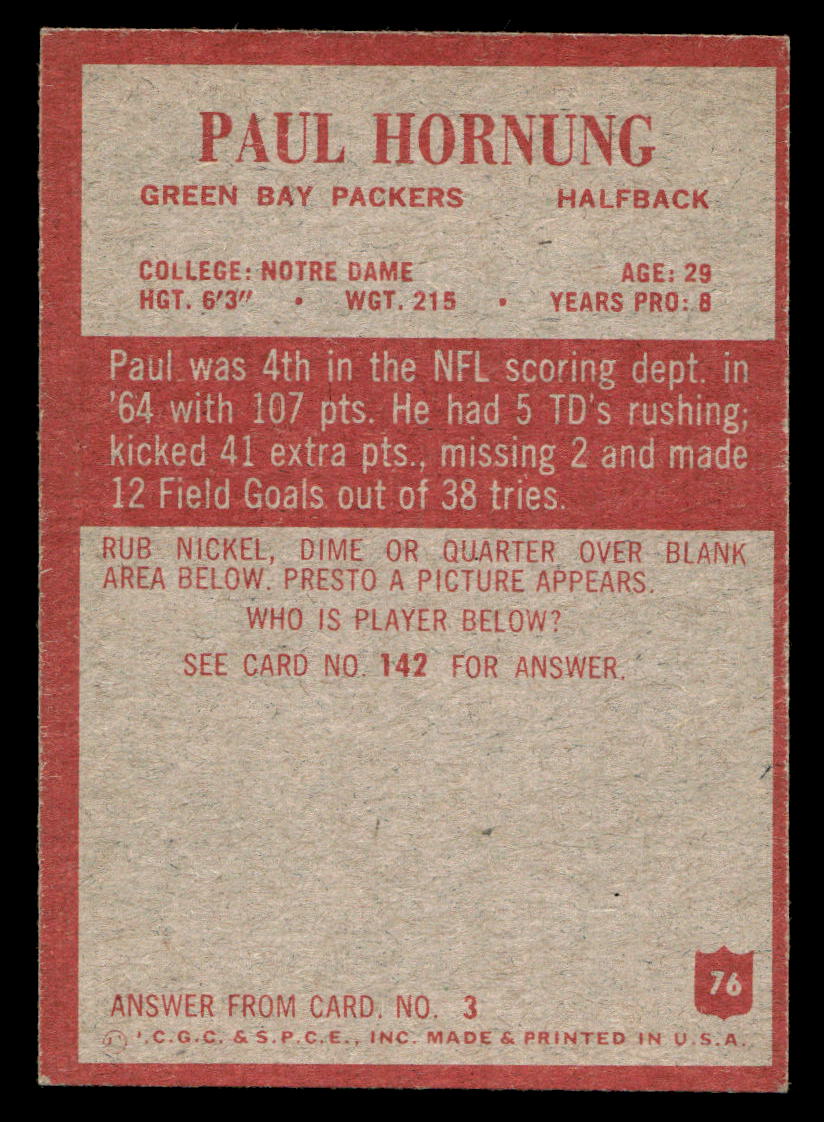 PAUL HORNUNG
GREEN BAY PACKERS HALFBACK
COLLEGE: NOTRE DAME AGE: 29
HGT. 6'3" • WGT. 215 • YEARS PRO: 8
Paul was 4th in the NFL scoring dept. in
'64 with 107 pts. He had 5 TD's rushing;
kicked 41 extra pts., missing 2 and made
12 Field Goals out of 38 tries.
RUB NICKEL, DIME OR QUARTER OVER BLANK
AREA BELOW. PRESTO A PICTURE APPEARS.
WHO IS PLAYER BELOW?
SEE CARD NO. 142 FOR ANSWER.
76
ANSWER FROM CARD. NO. 3
.C.G.C. & S.P.C.E., INC. MADE & PRINTED IN U.S.A.